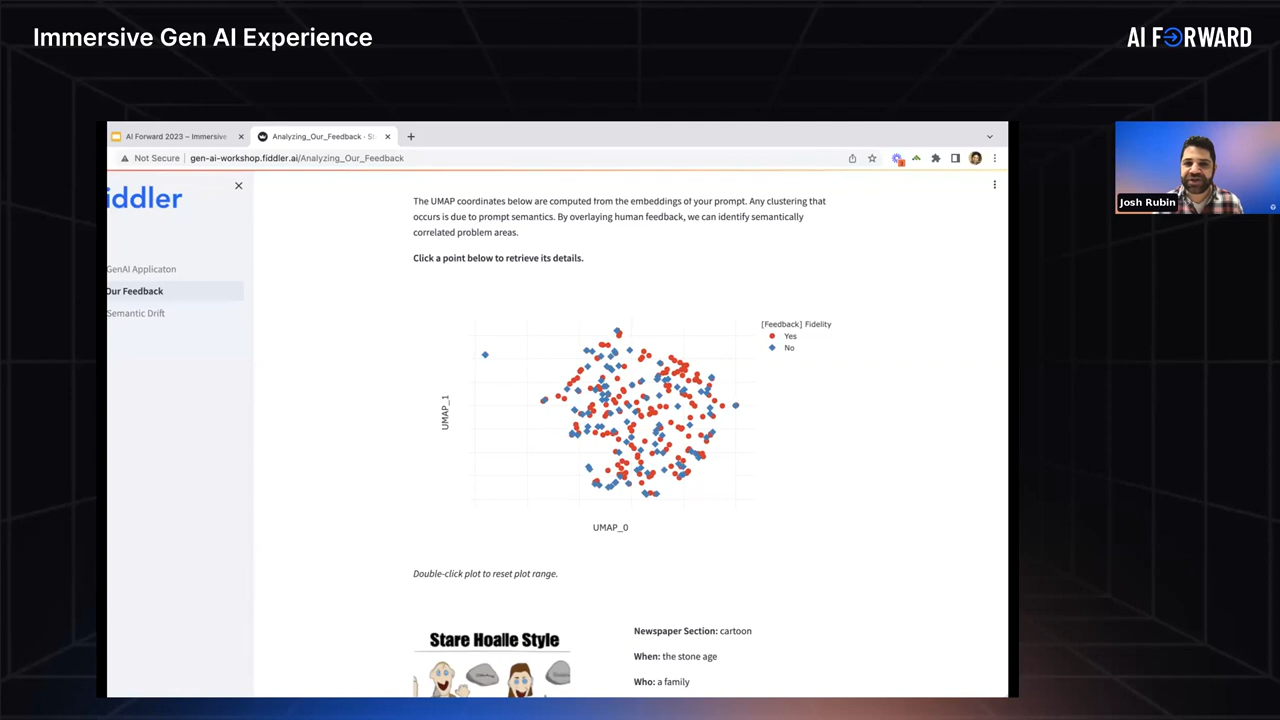 Immersive Gen AI Experience
AI FORWARD
AI Forward 2023 – Immersive
Analyzing_Our_Feedback · St
Not Secure
gen-ai-workshop.fiddler.ai/Analyzing_Our_Feedback
Josh Rubin
iddler
GenAI Applicaton
Our Feedback
Semantic Drift
The UMAP coordinates below are computed from the embeddings of your prompt. Any clustering that
occurs is due to prompt semantics. By overlaying human feedback, we can identify semantically
correlated problem areas.
Click a point below to retrieve its details.
[Feedback] Fidelity
Yes
No
UMAP_1
UMAP_0
Double-click plot to reset plot range.
Stare Hoalle Style
Newspaper Section: cartoon
When: the stone age
Who: a family